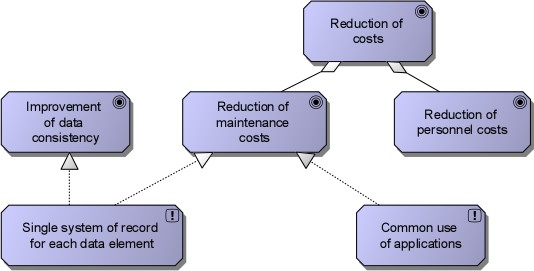 Reduction of
costs
Improvement
of data
consistency
Reduction of
maintenance
costs
Reduction of
personnel costs
Single system of record
for each data element
!
Common use
of applications
!